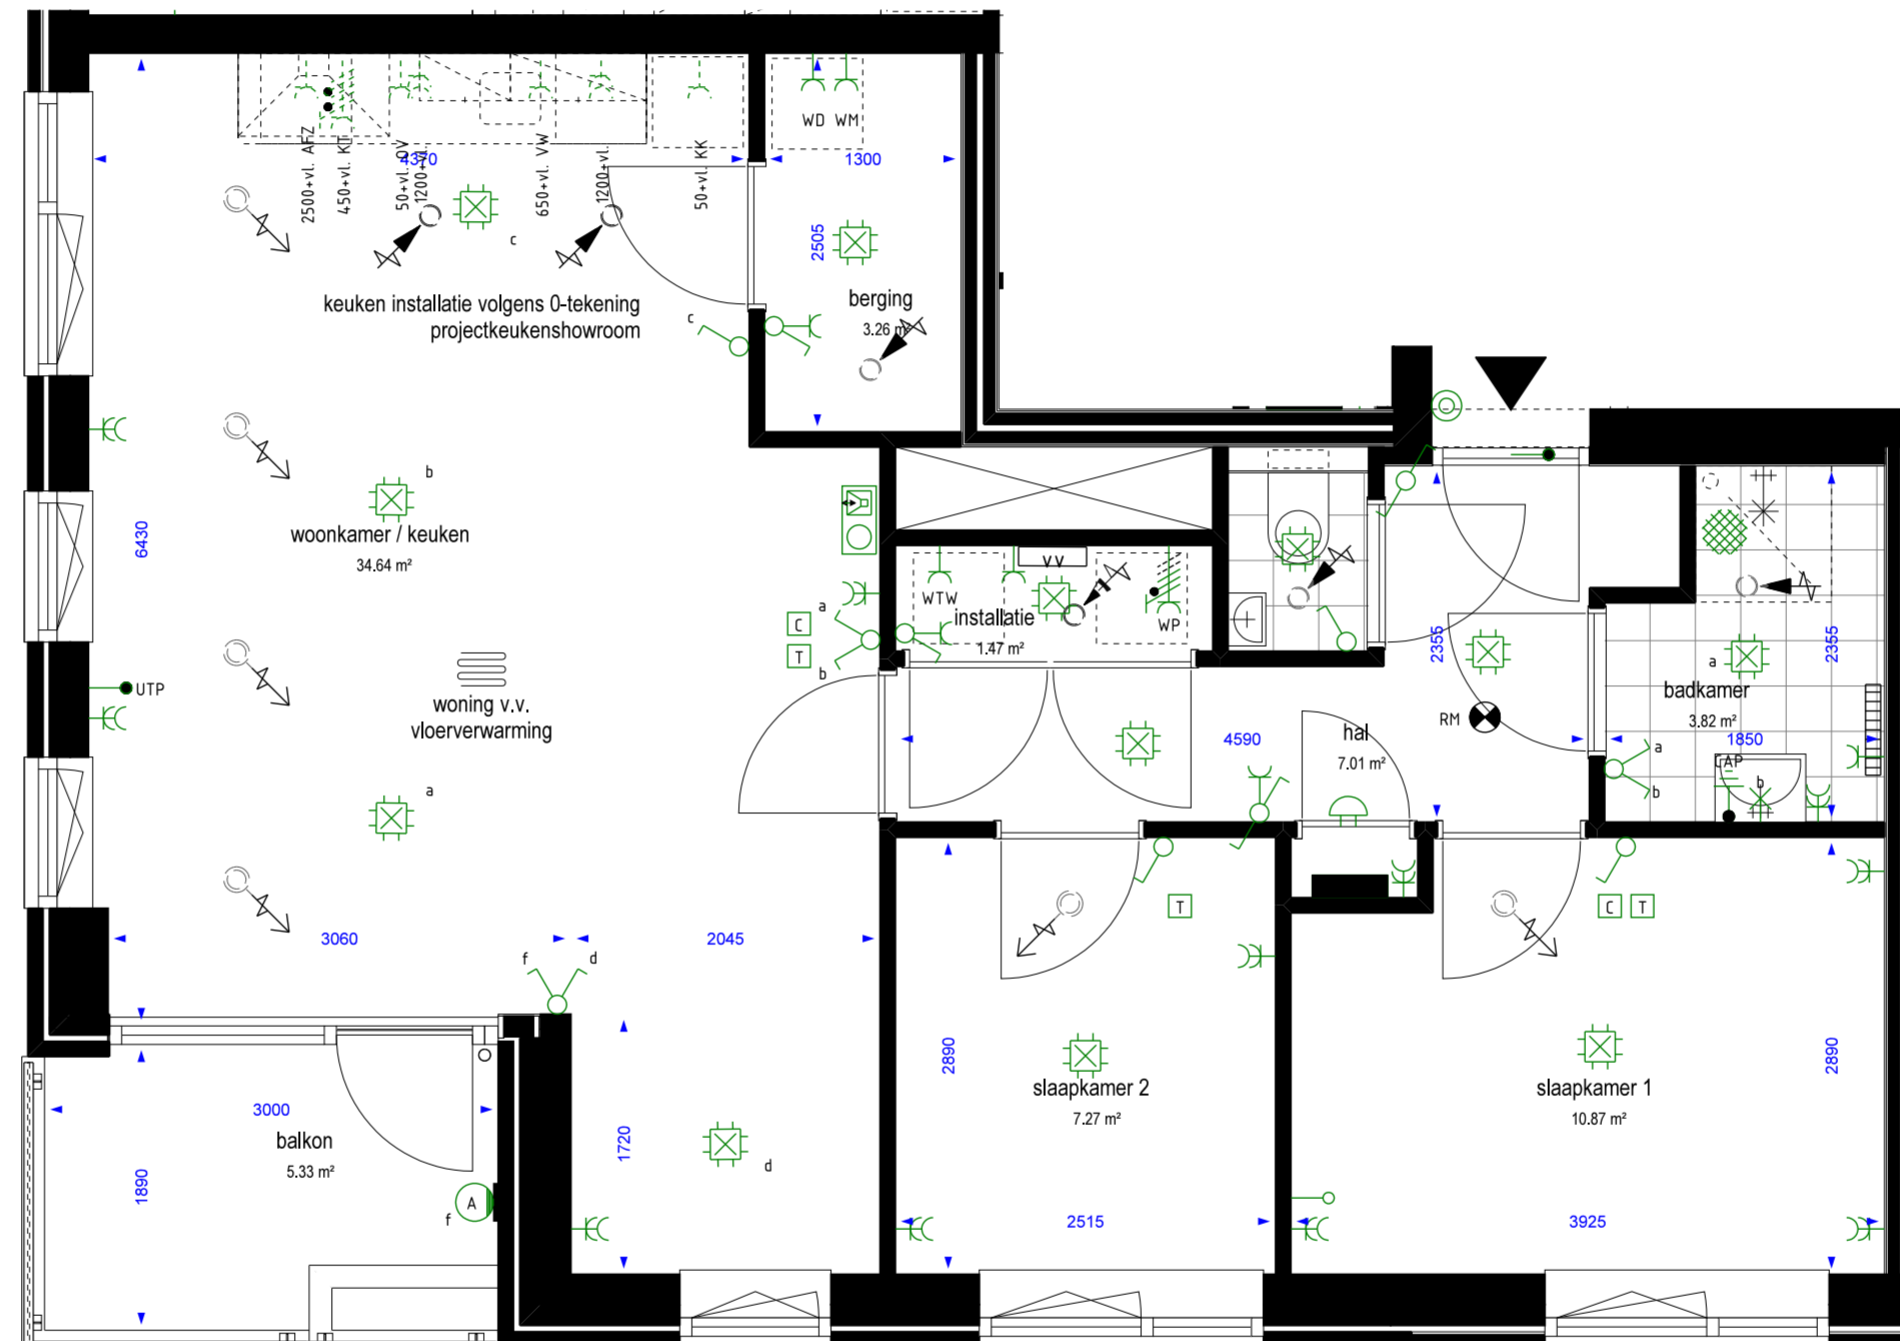 2500+vl. AFZ
450+vl. KT
50+vl. OV
1200+vl.
650+vl. VW
1200+vl.
50+vl. KK
WD WM
4370
1300
2505
c
keuken installatie volgens 0-tekening
projectkeukenshowroom
c
berging
3.26 m²
b
woonkamer / keuken
34.64 m²
6430
VV
WTW
installatie
1.47 m²
WP
a
C
T
b
UTP
woning v.v.
vloerverwarming
a
2355
2355
a
badkamer
3.82 m²
RM
hal
7.01 m²
4590
1850
a
b
CAP
b
T
C T
3060
2045
f d
2890
2890
slaapkamer 2
7.27 m²
slaapkamer 1
10.87 m²
3000
balkon
5.33 m²
1890
1720
d
A
f
2515
3925